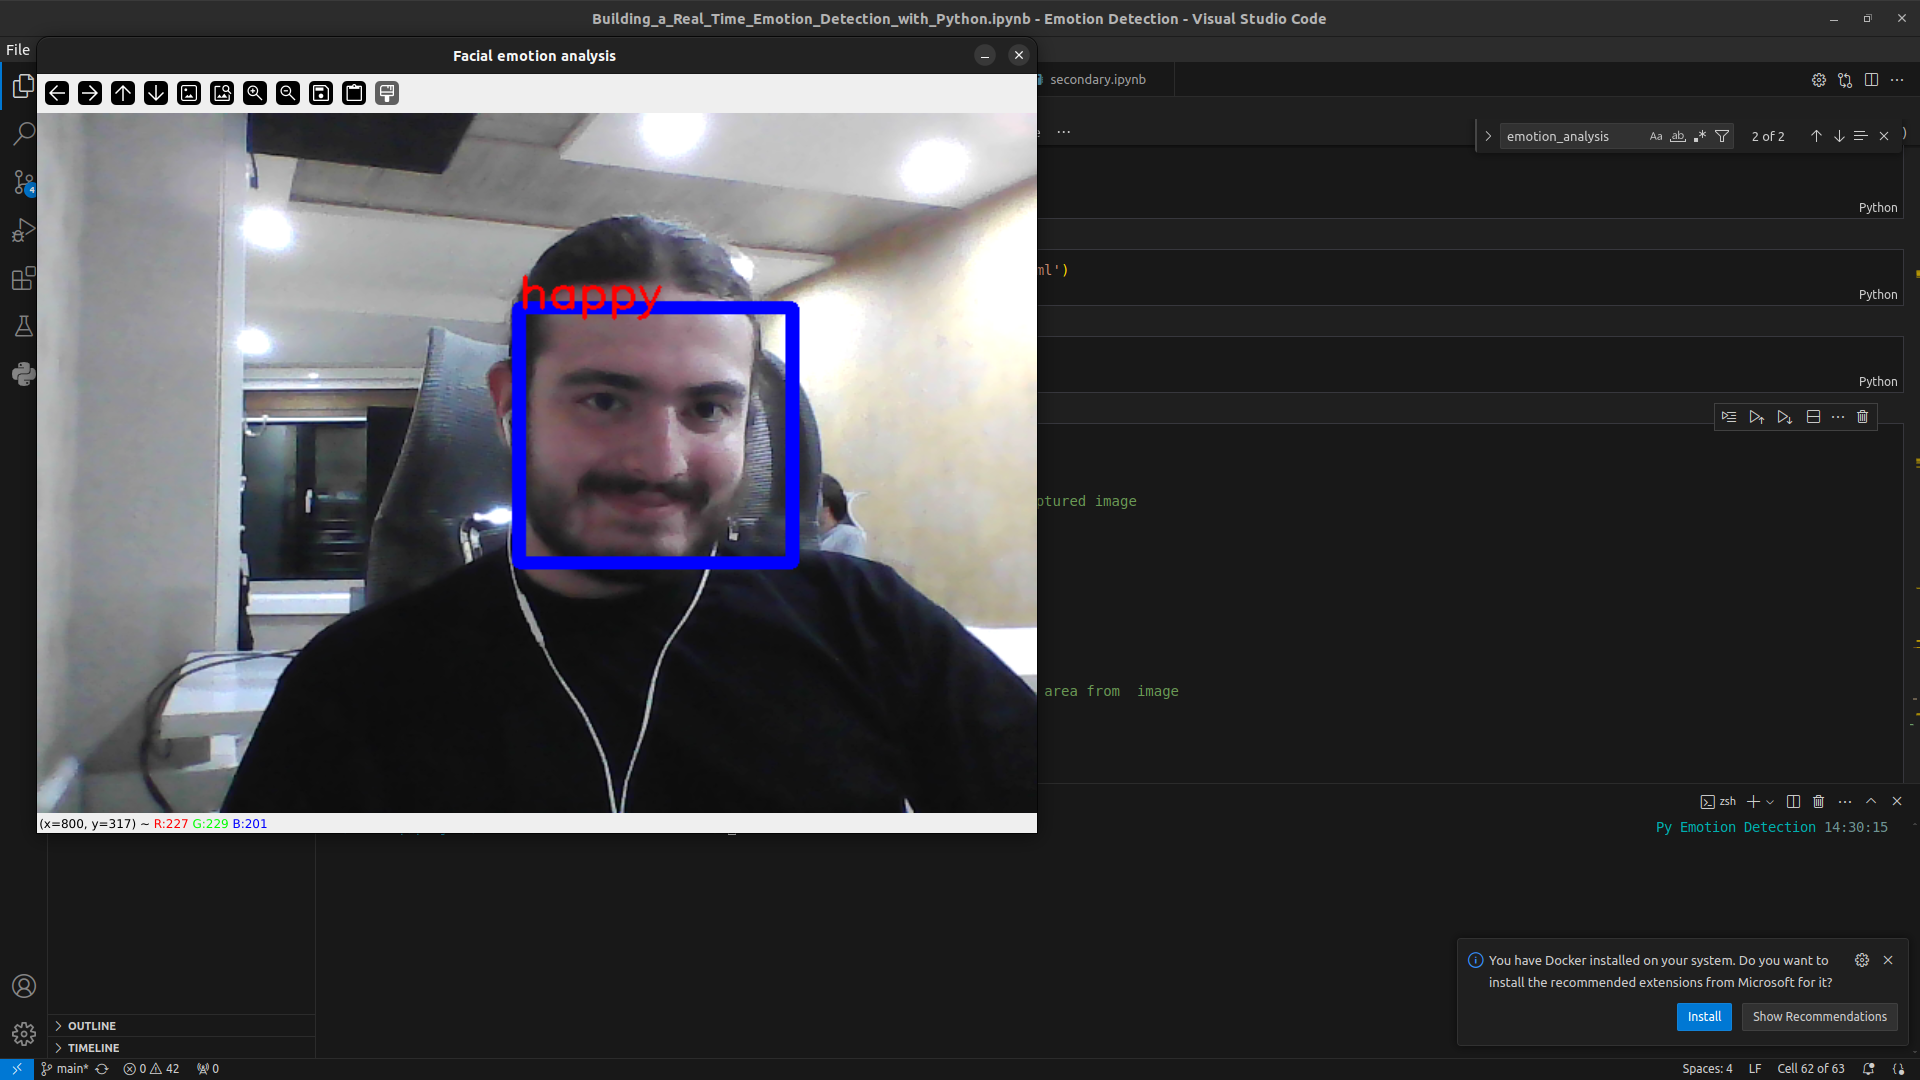 Building_a_Real_Time_Emotion_Detection_with_Python.ipynb - Emotion Detection - Visual Studio Code
File
Facial emotion analysis
secondary.ipynb
emotion_analysis
Aa
ab
2 of 2
Python
ml')
Python
Python
happy
ptured image
area from  image
zsh
(x=800, y=317) ~ R:227 G:229 B:201
Py Emotion Detection 14:30:15
You have Docker installed on your system. Do you want to
install the recommended extensions from Microsoft for it?
Install
Show Recommendations
OUTLINE
TIMELINE
4
main*
0
42
0
Spaces: 4
LF
Cell 62 of 63